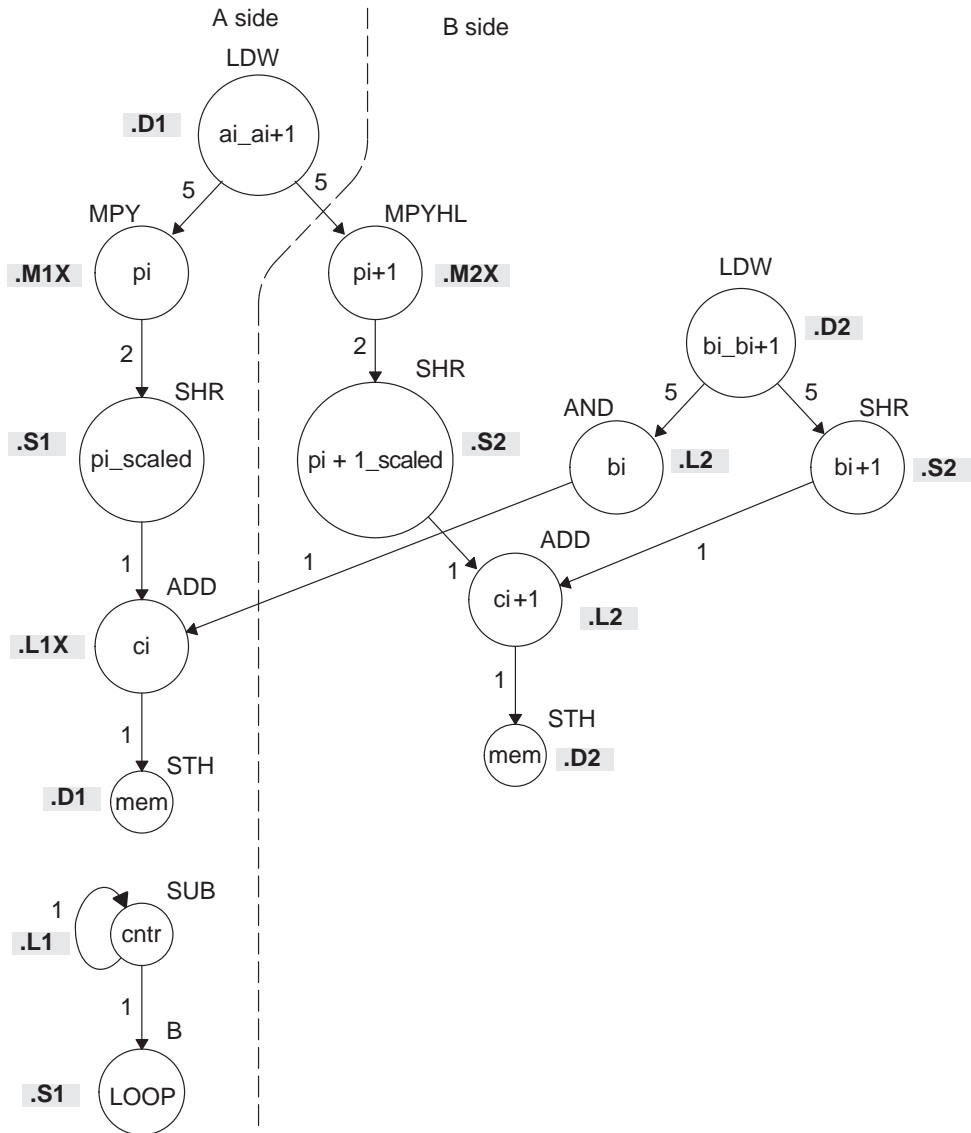 A side
B side
LDW
.D1
ai_ai+1
5
5
MPY
MPYHL
.M1X
pi
pi+1
.M2X
LDW
.D2
bi_bi+1
2
2
SHR
SHR
5
5
AND
SHR
.S1
pi_scaled
pi + 1_scaled
.S2
bi
.L2
bi+1
.S2
1
ADD
1
1
ADD
1
.L1X
ci
ci+1
.L2
1
1
STH
STH
mem
.D2
.D1
mem
SUB
1
.L1
cntr
1
B
.S1
LOOP